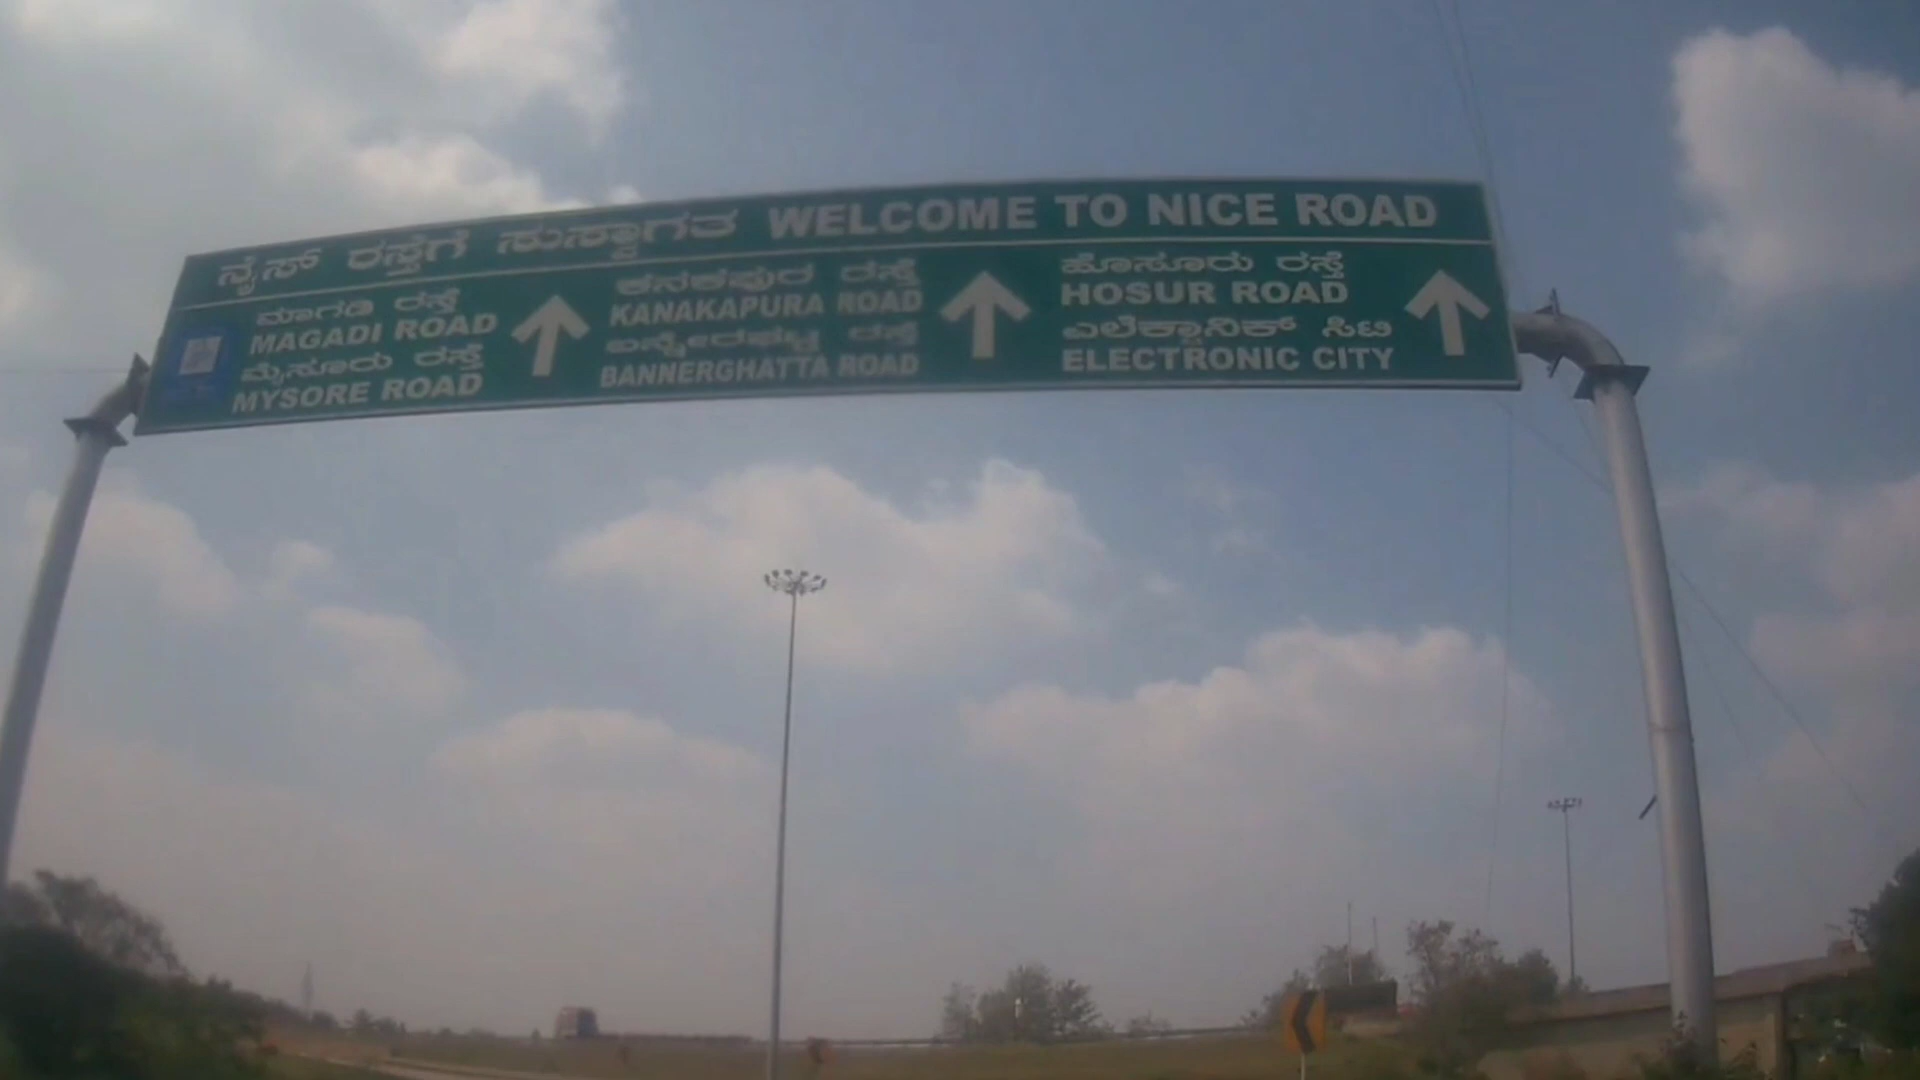 ನೈಸ್ ರಸ್ತೆಗೆ ಸುಸ್ವಾಗತ WELCOME TO NICE ROAD
ಮಾಗಡಿ ರಸ್ತೆ
MAGADI ROAD
ಮೈಸೂರು ರಸ್ತೆ
MYSORE ROAD
ಕನಕಪುರ ರಸ್ತೆ
KANAKAPURA ROAD
ಬನ್ನೇರಘಟ್ಟ ರಸ್ತೆ
BANNERGHATTA ROAD
ಹೊಸೂರು ರಸ್ತೆ
HOSUR ROAD
ಎಲೆಕ್ಟ್ರಾನಿಕ್ ಸಿಟಿ
ELECTRONIC CITY